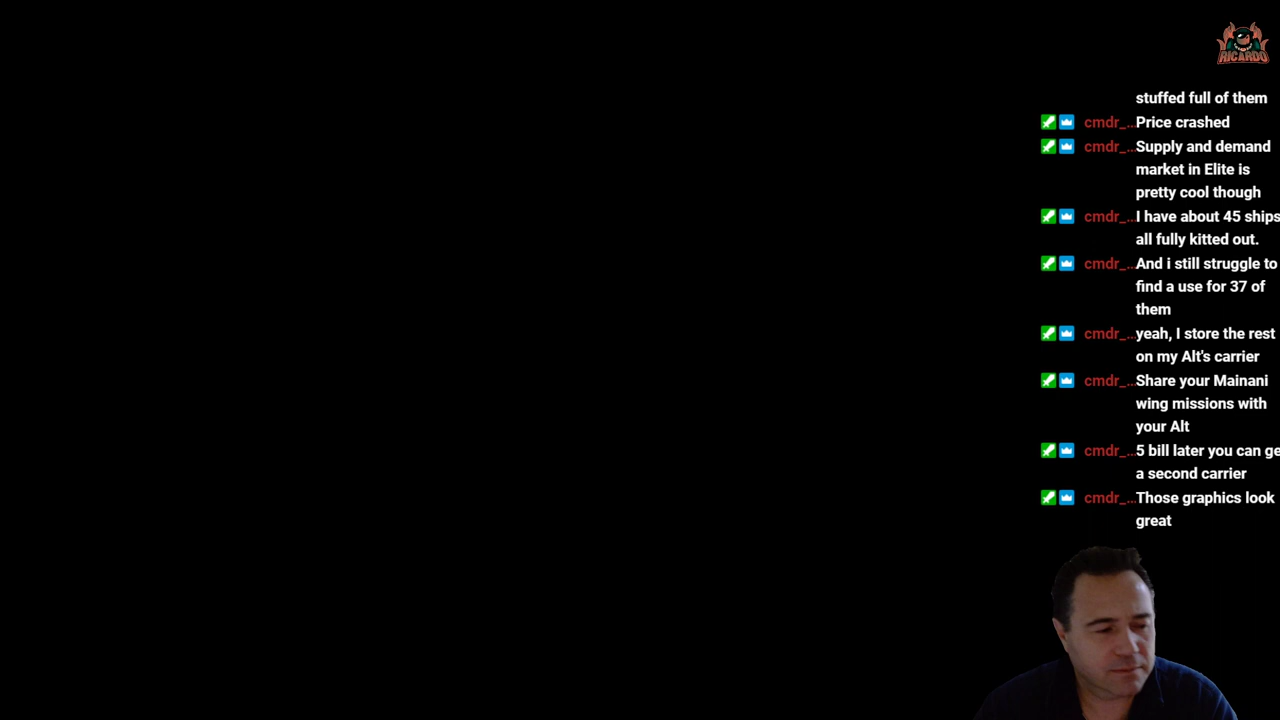 RICARDO
stuffed full of them
cmdr_... Price crashed
cmdr_... Supply and demand
market in Elite is
pretty cool though
cmdr_... I have about 45 ships
all fully kitted out.
cmdr_... And i still struggle to
find a use for 37 of
them
cmdr_... yeah, I store the rest
on my Alt's carrier
cmdr_... Share your Mainani
wing missions with
your Alt
cmdr_... 5 bill later you can ge
a second carrier
cmdr_... Those graphics look
great